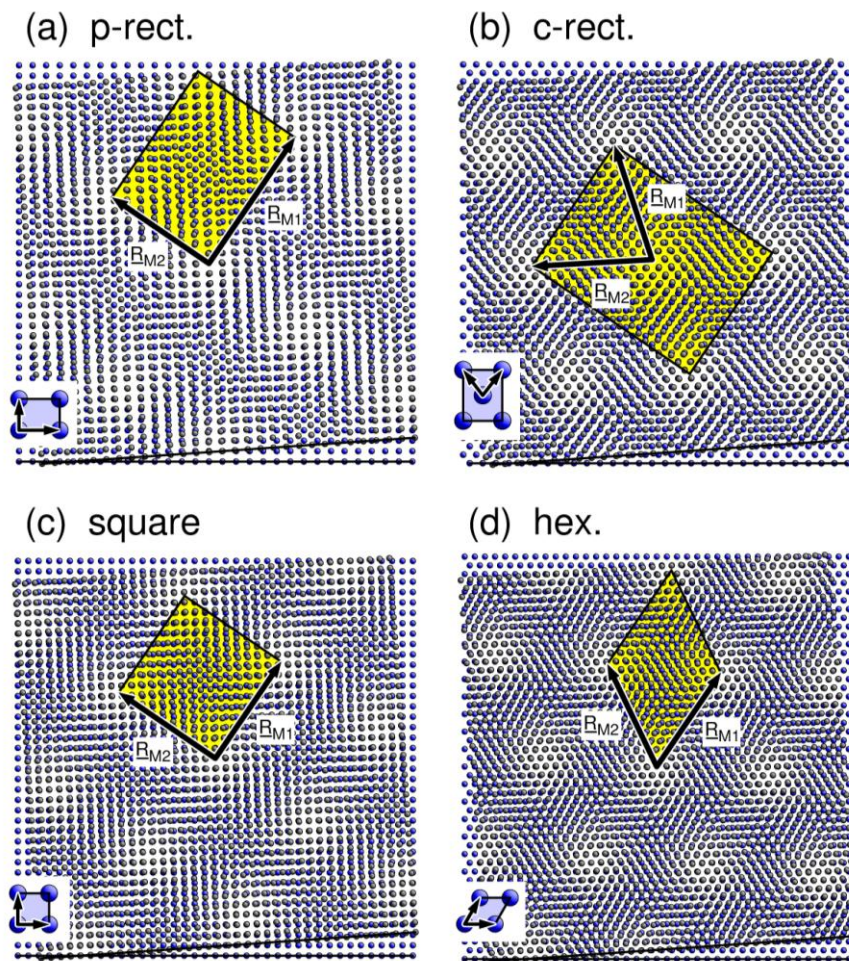 (a) p-rect.
(b) c-rect.
R_M1
R_M2
R_M1
R_M2
(c) square
(d) hex.
R_M2
R_M1
R_M2
R_M1